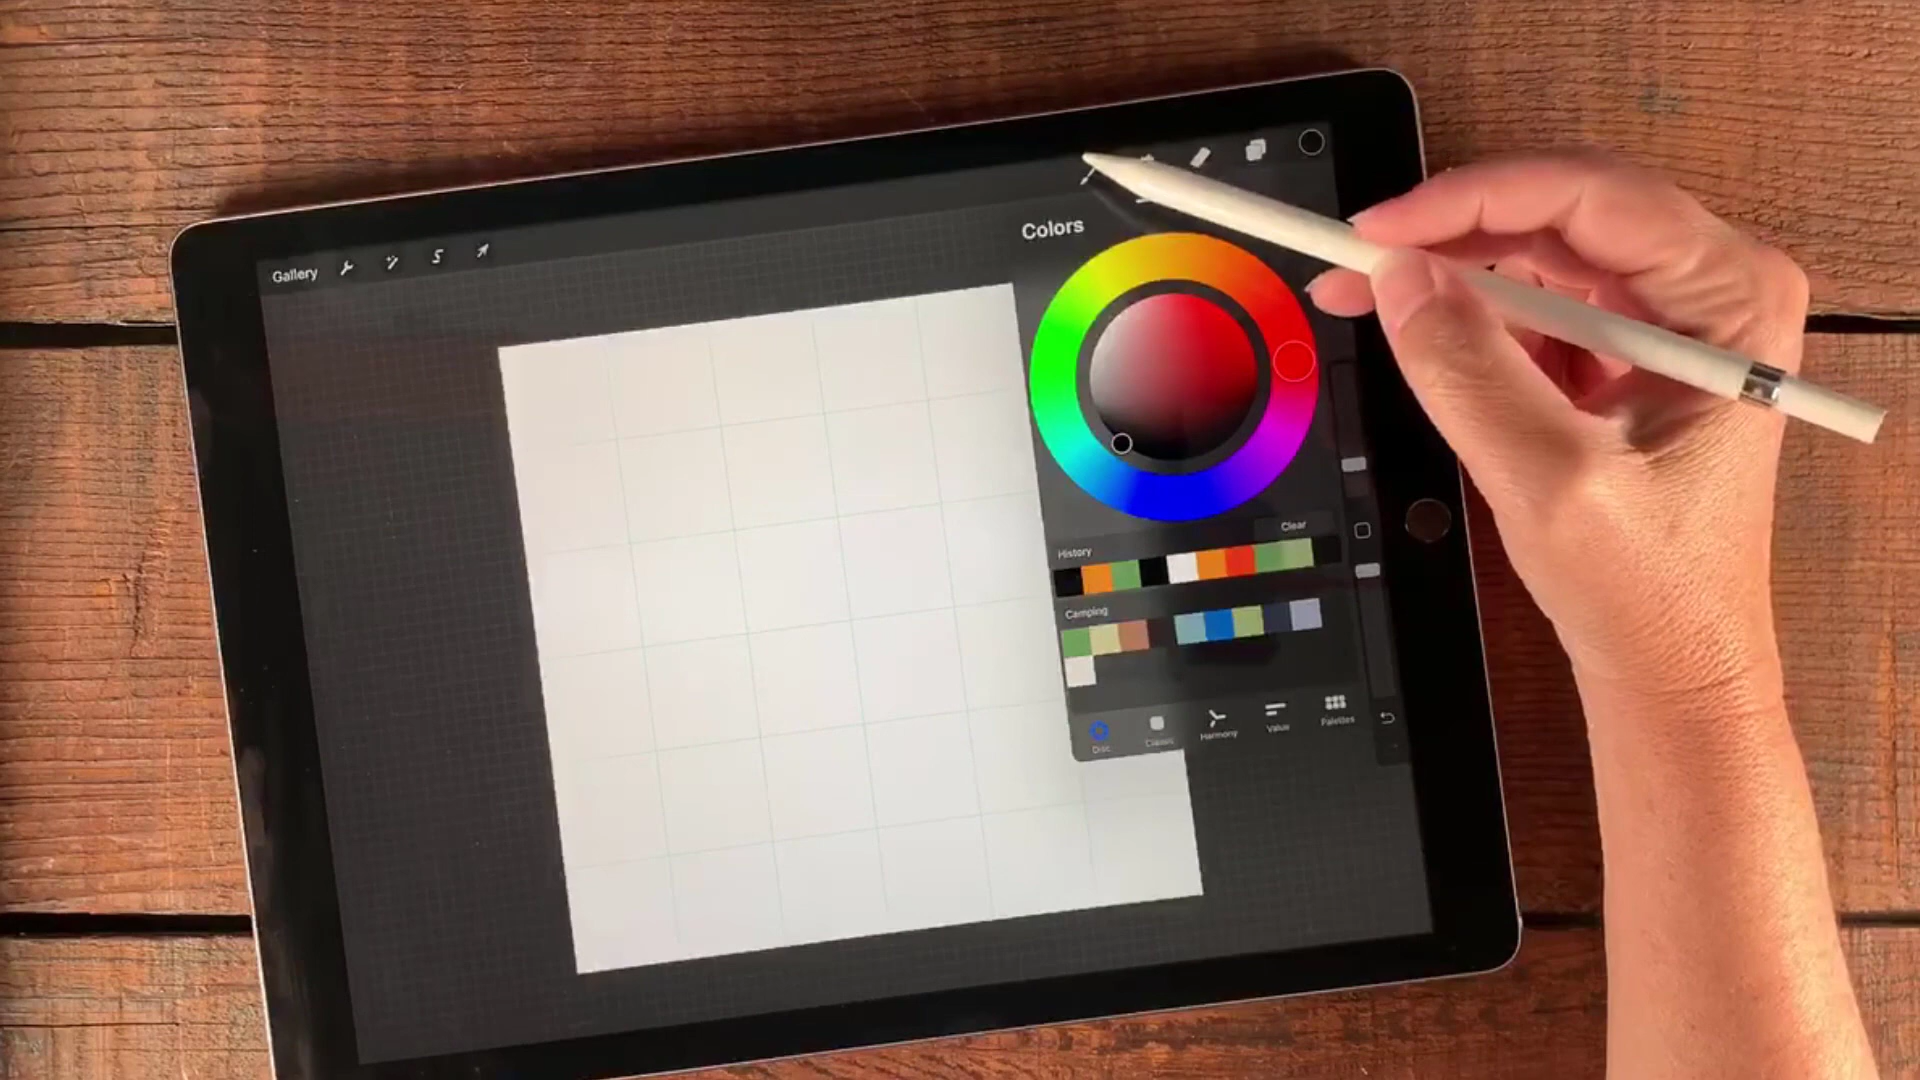 Gallery
Colors
Clear
History
Camping
Disc
Classic
Harmony
Value
Palettes